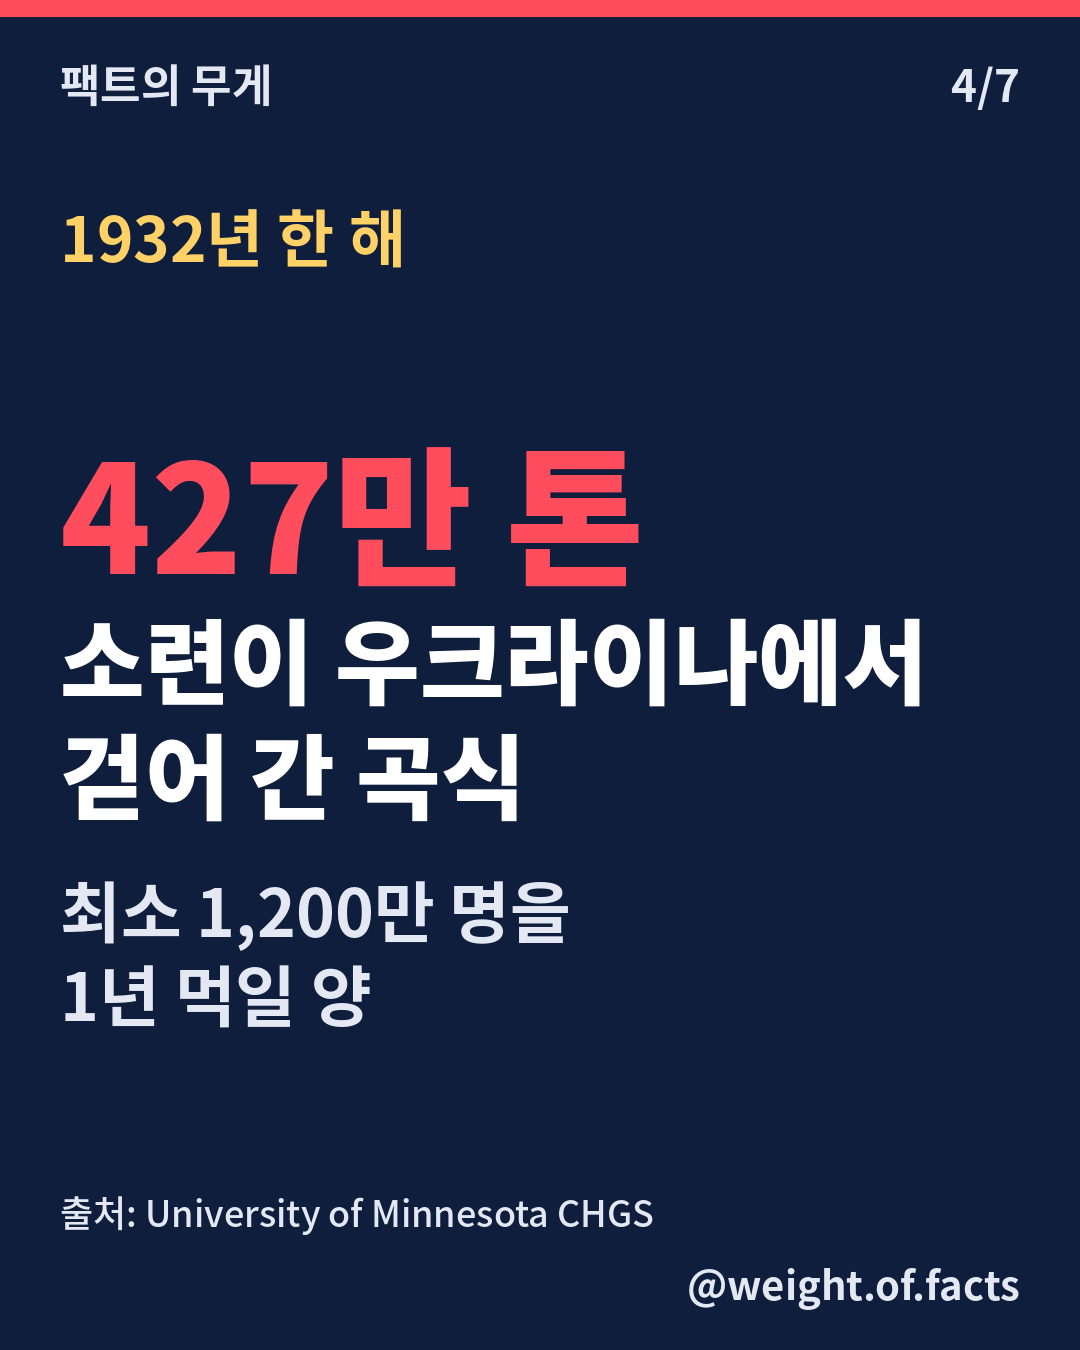 팩트의 무게
4/7
1932년 한 해
427만 톤
소련이 우크라이나에서
걷어 간 곡식
최소 1,200만 명을
1년 먹일 양
출처: University of Minnesota CHGS
@weight.of.facts